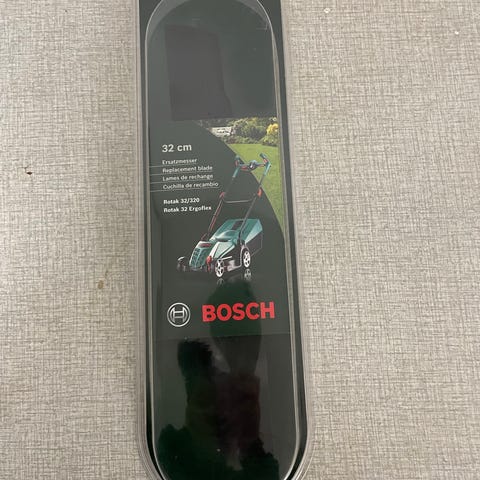 32 cm
Ersatzmesser
Replacement blade
Lames de rechange
Cuchilla de recambio
Rotak 32/320
Rotak 32 Ergoflex
BOSCH